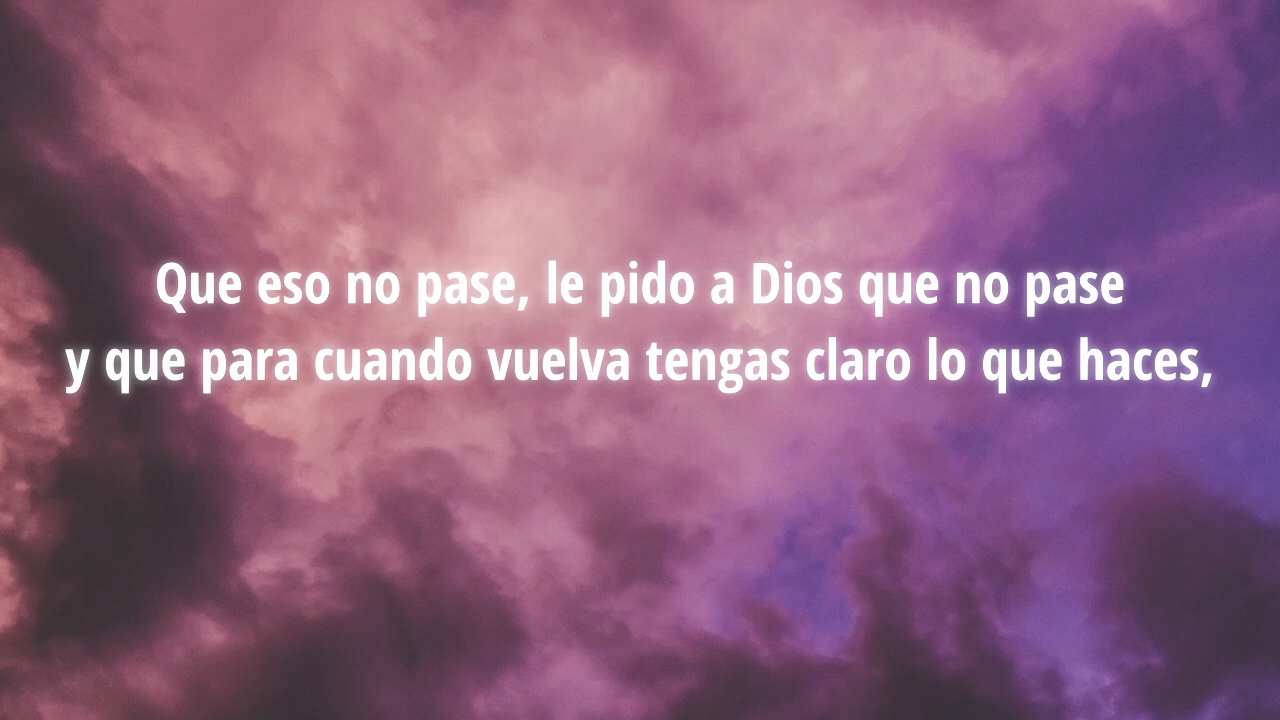 Que eso no pase, le pido a Dios que no pase
y que para cuando vuelva tengas claro lo que haces,